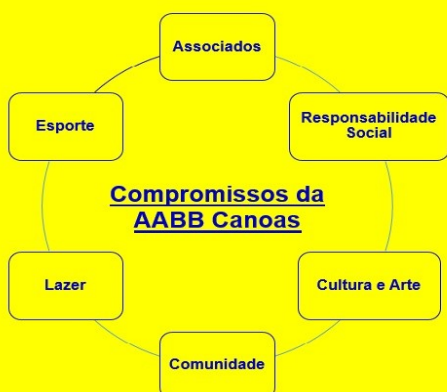 Associados
Esporte
Responsabilidade
Social
Compromissos da
AABB Canoas
Lazer
Cultura e Arte
Comunidade